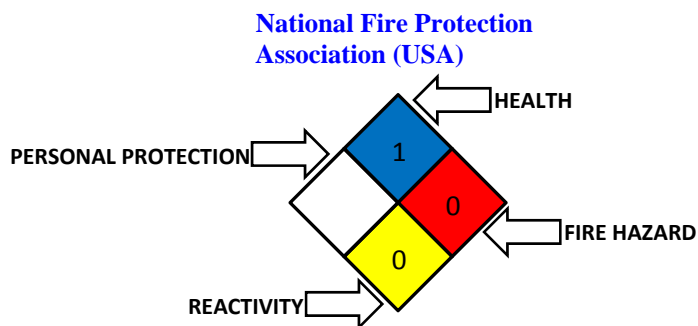 National Fire Protection
Association (USA)
HEALTH
1
PERSONAL PROTECTION
0
FIRE HAZARD
0
REACTIVITY